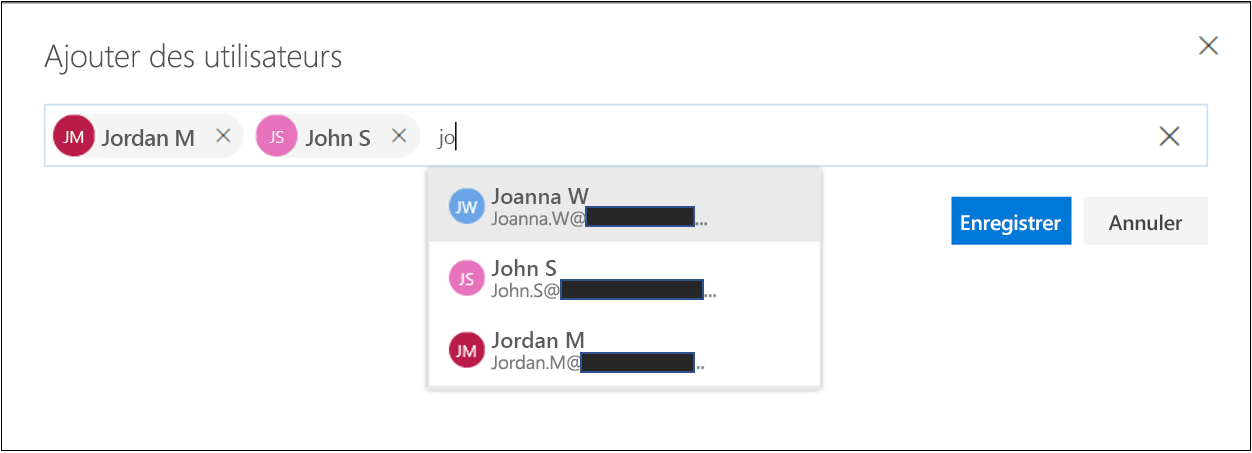 Ajouter des utilisateurs
JM Jordan M JS John S jo
Joanna W
JW
Joanna.W@ ...
Enregistrer Annuler
John S
JS
John.S@ ...
Jordan M
JM
Jordan.M@ ..